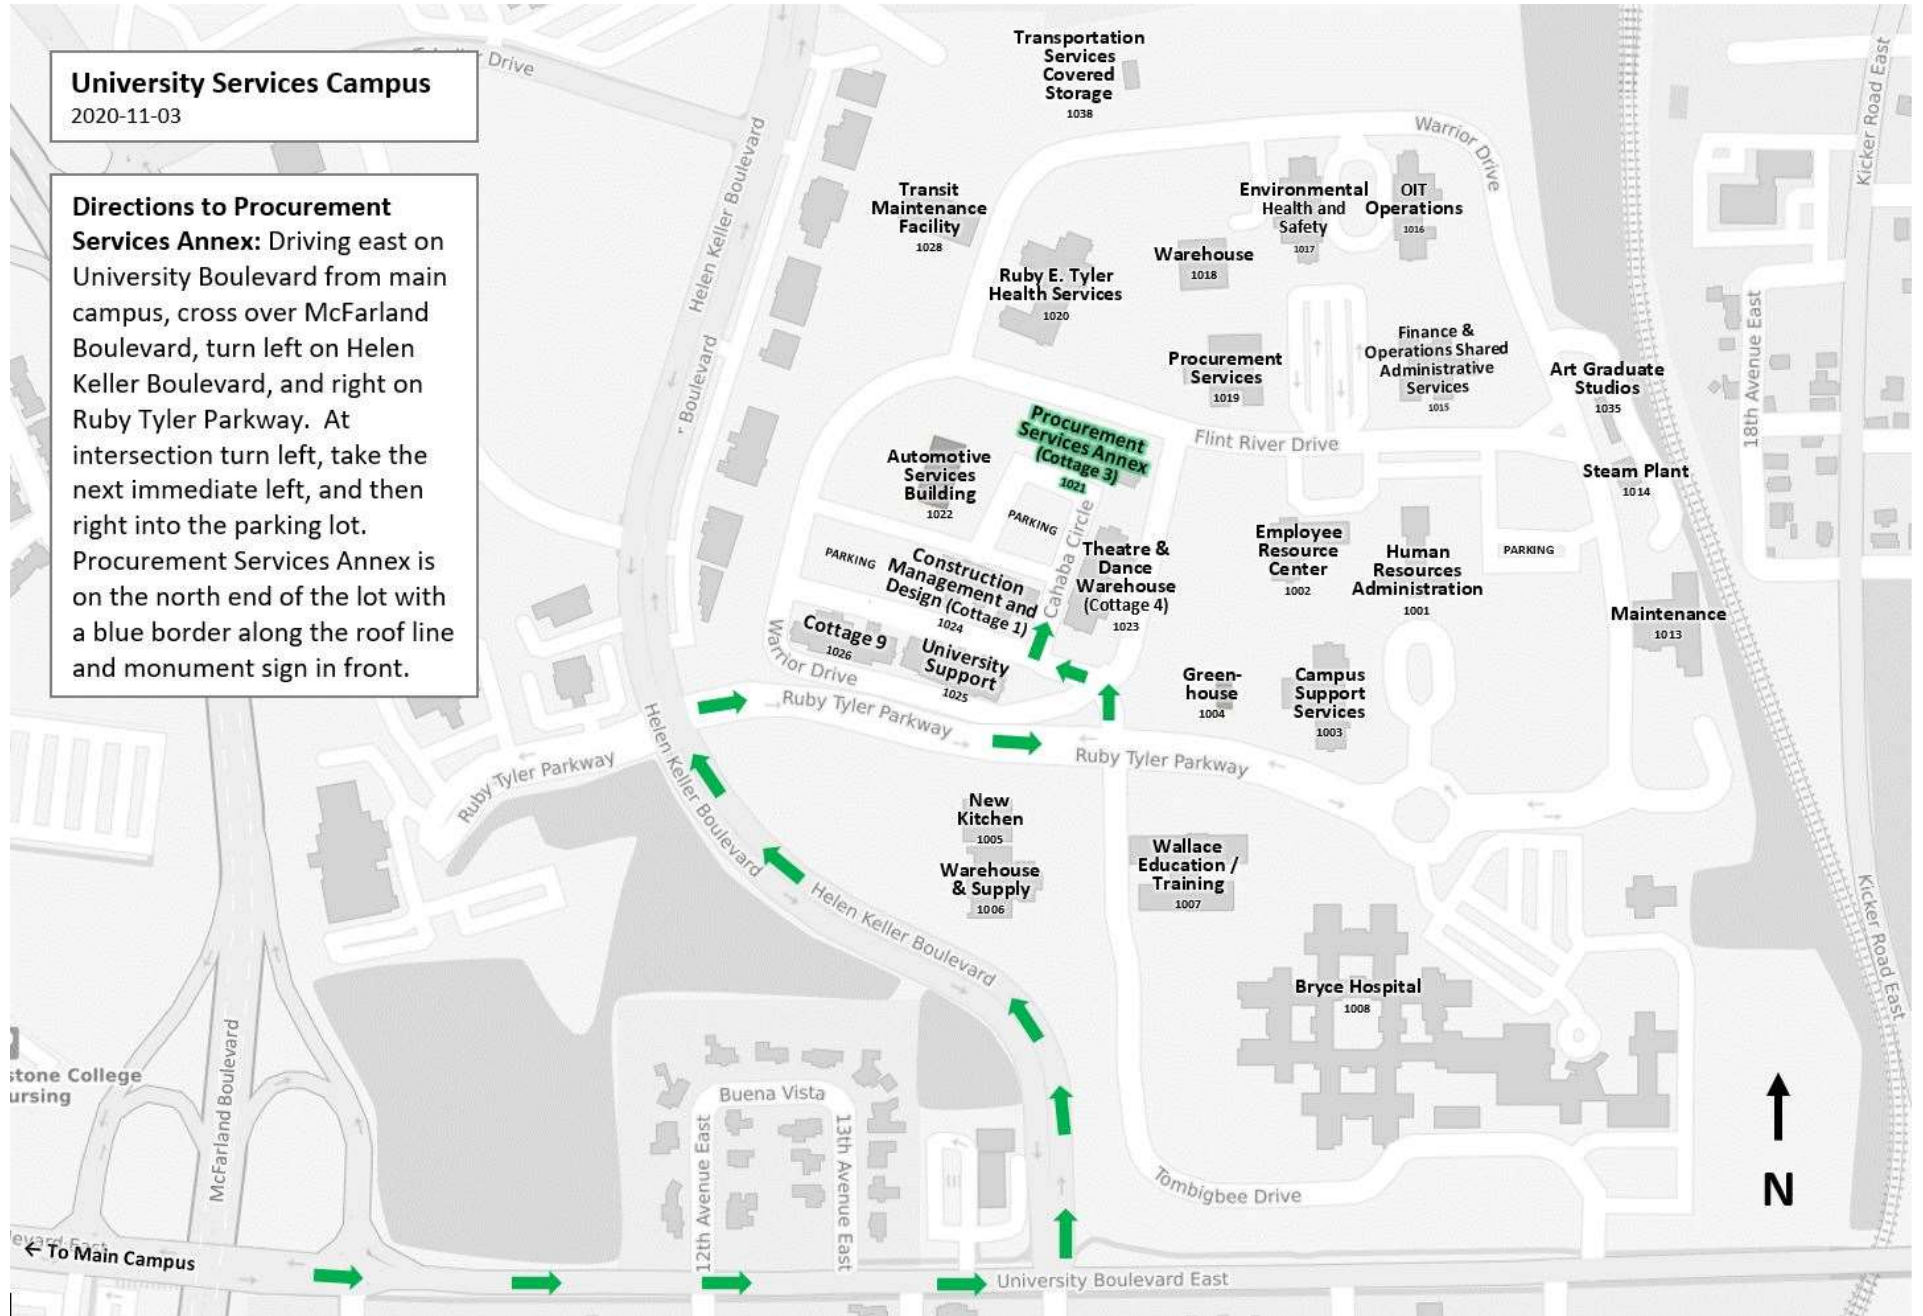 University Services Campus
2020-11-03
Directions to Procurement
Services Annex: Driving east on
University Boulevard from main
campus, cross over McFarland
Boulevard, turn left on Helen
Keller Boulevard, and right on
Ruby Tyler Parkway. At
intersection turn left, take the
next immediate left, and then
right into the parking lot.
Procurement Services Annex is
on the north end of the lot with
a blue border along the roof line
and monument sign in front.
Drive
Transportation
Services
Covered
Storage
1038
Warrior Drive
Kicker Road East
Helen Keller Boulevard
Transit
Maintenance
Facility
1028
Environmental
Health and
Safety
1017
OIT
Operations
1016
Warehouse
1018
Ruby E. Tyler
Health Services
1020
r Boulevard
Procurement
Services
1019
Finance &
Operations Shared
Administrative
Services
1015
Art Graduate
Studios
1035
18th Avenue East
Procurement
Services Annex
(Cottage 3)
1021
Flint River Drive
Automotive
Services
Building
1022
Steam Plant
1014
PARKING
PARKING
Cahaba Circle
Construction
Management and
Design (Cottage 1)
1024
Theatre &
Dance
Warehouse
(Cottage 4)
1023
Employee
Resource
Center
1002
Human
Resources
Administration
1001
PARKING
Maintenance
1013
Cottage 9
1026
University
Support
1025
Warrior Drive
Ruby Tyler Parkway
Green-
house
1004
Campus
Support
Services
1003
Helen Keller Boulevard
Ruby Tyler Parkway
Ruby Tyler Parkway
New
Kitchen
1005
Warehouse
& Supply
1006
Wallace
Education /
Training
1007
Helen Keller Boulevard
Kicker Road East
Bryce Hospital
1008
stone College
ursing
McFarland Boulevard
Buena Vista
12th Avenue East
13th Avenue East
Tombigbee Drive
N
← To Main Campus
University Boulevard East